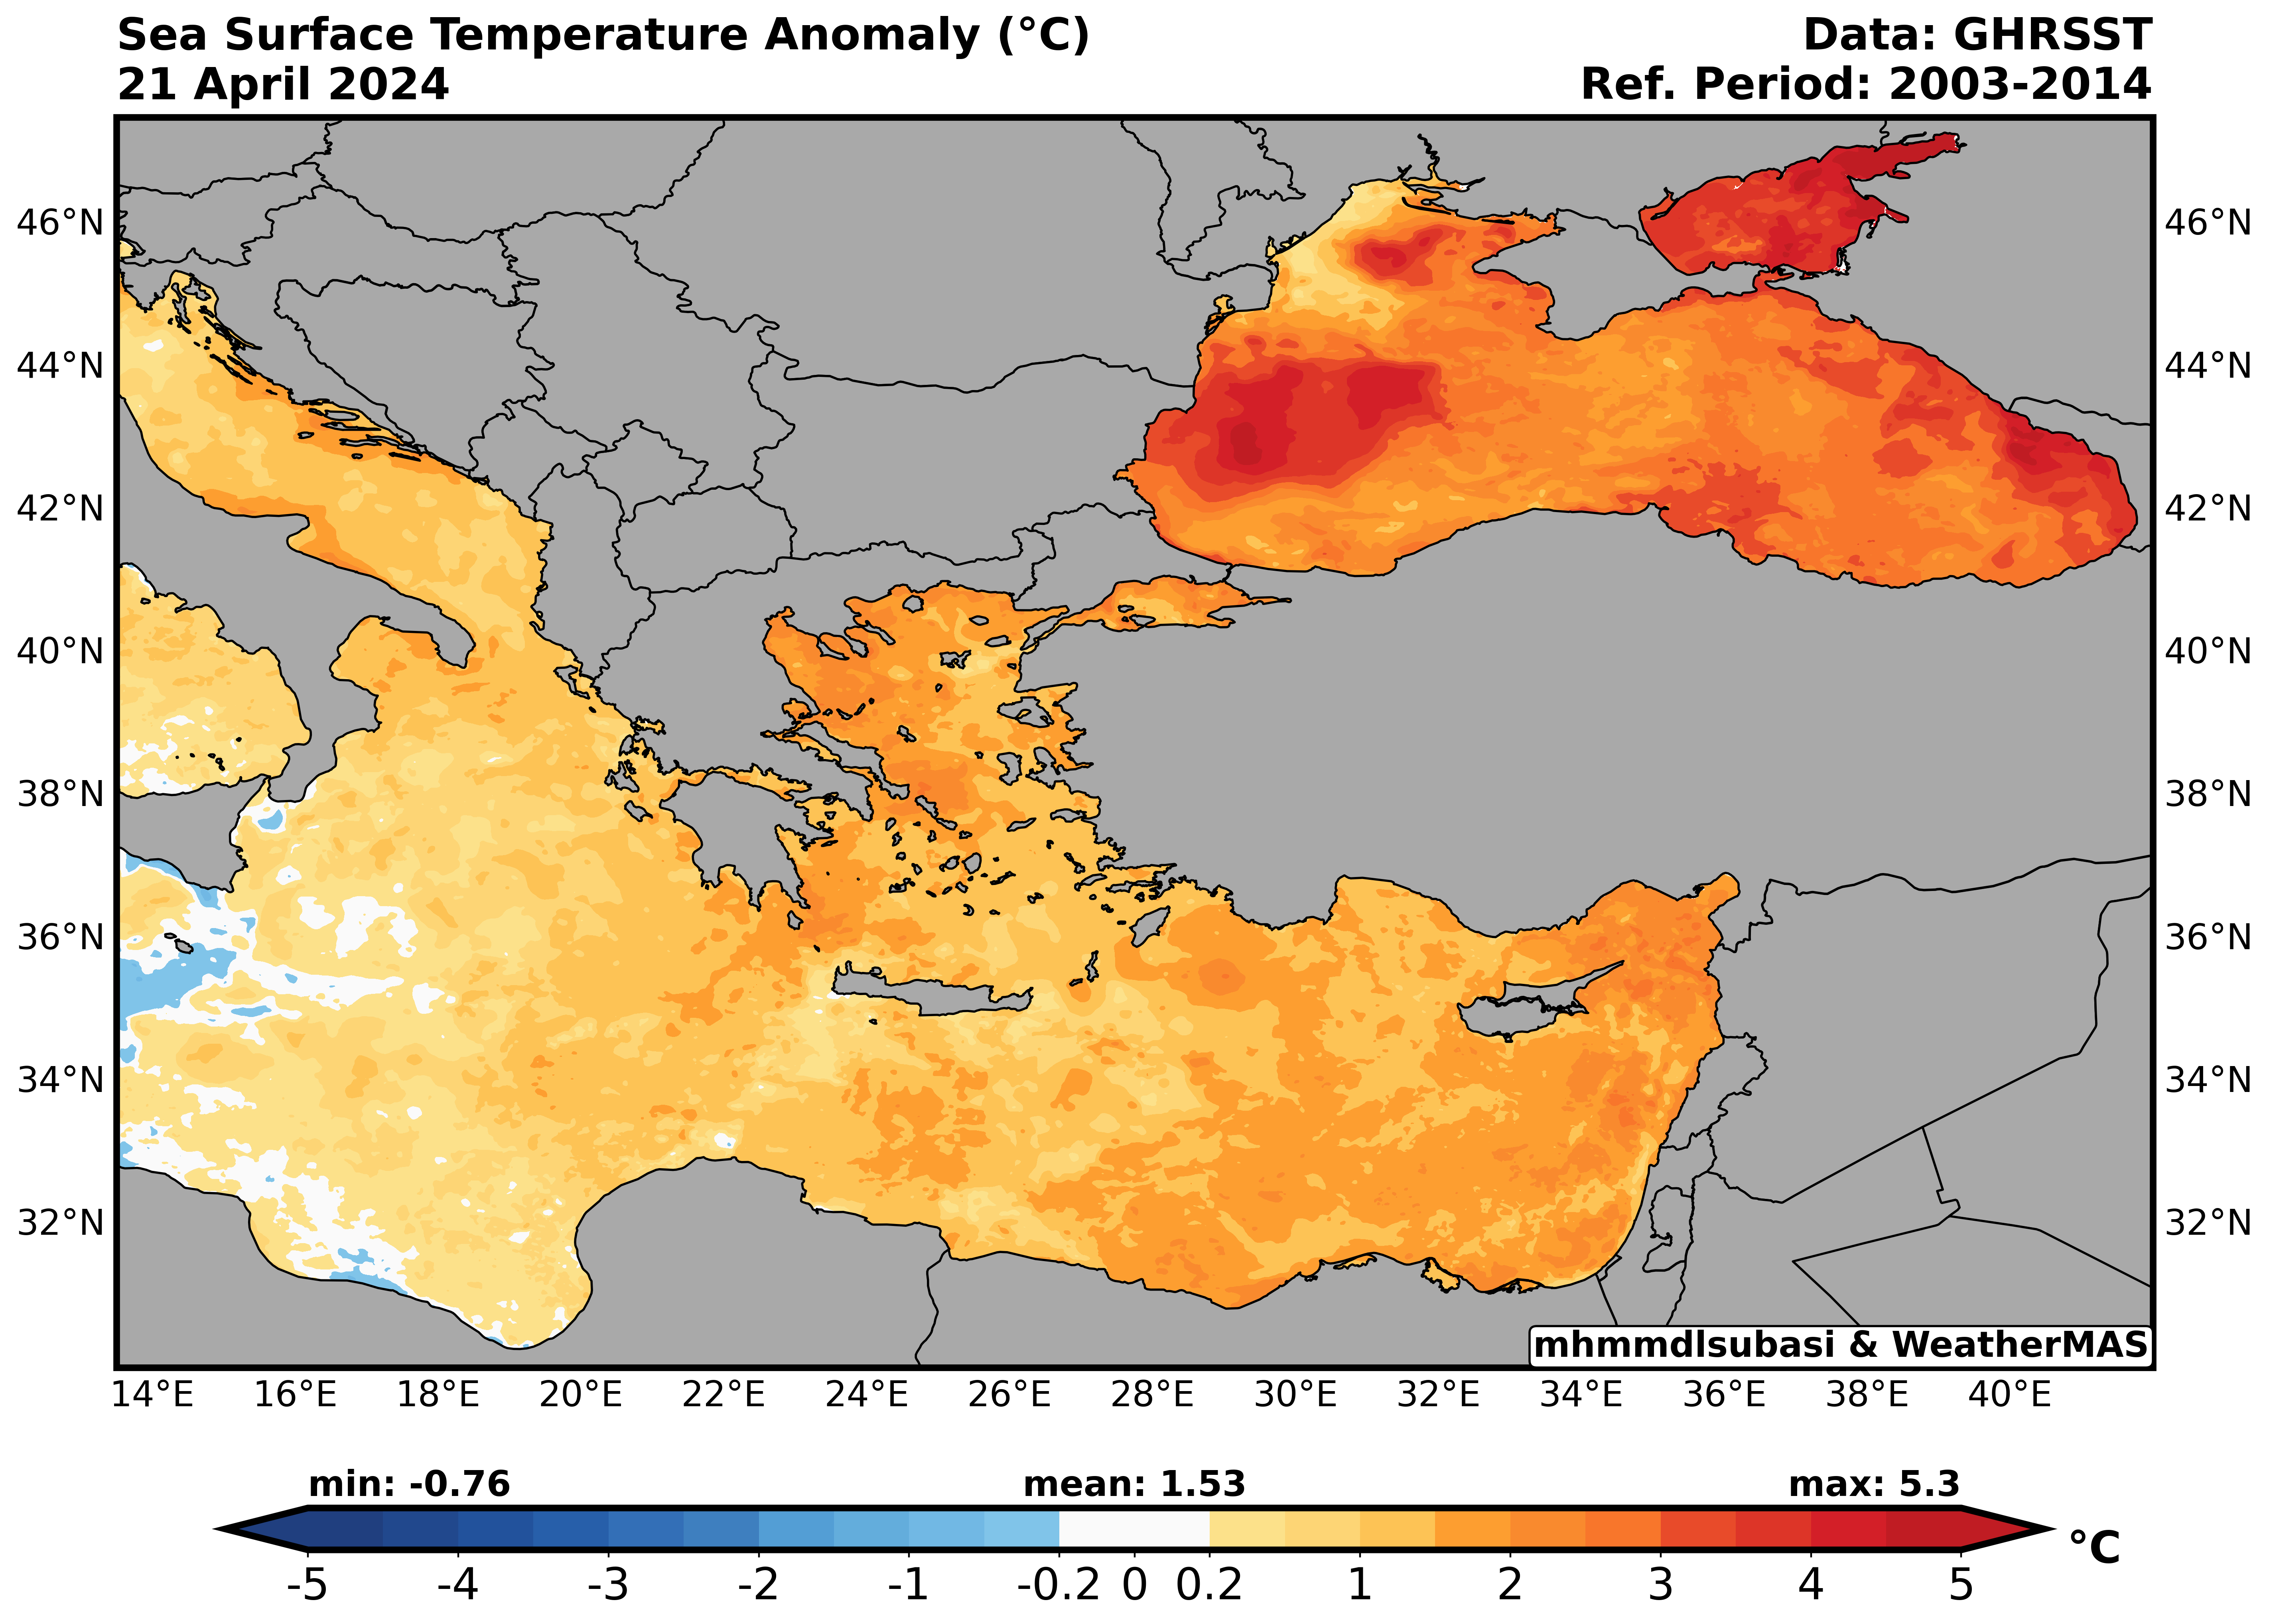 Sea Surface Temperature Anomaly (°C)
21 April 2024
Data: GHRSST
Ref. Period: 2003-2014
46°N
44°N
42°N
40°N
38°N
36°N
34°N
32°N
46°N
44°N
42°N
40°N
38°N
36°N
34°N
32°N
mhmmdlsubasi & WeatherMAS
14°E 16°E 18°E 20°E 22°E 24°E 26°E 28°E 30°E 32°E 34°E 36°E 38°E 40°E
min: -0.76 mean: 1.53 max: 5.3
°C
-5 -4 -3 -2 -1 -0.2 0 0.2 1 2 3 4 5